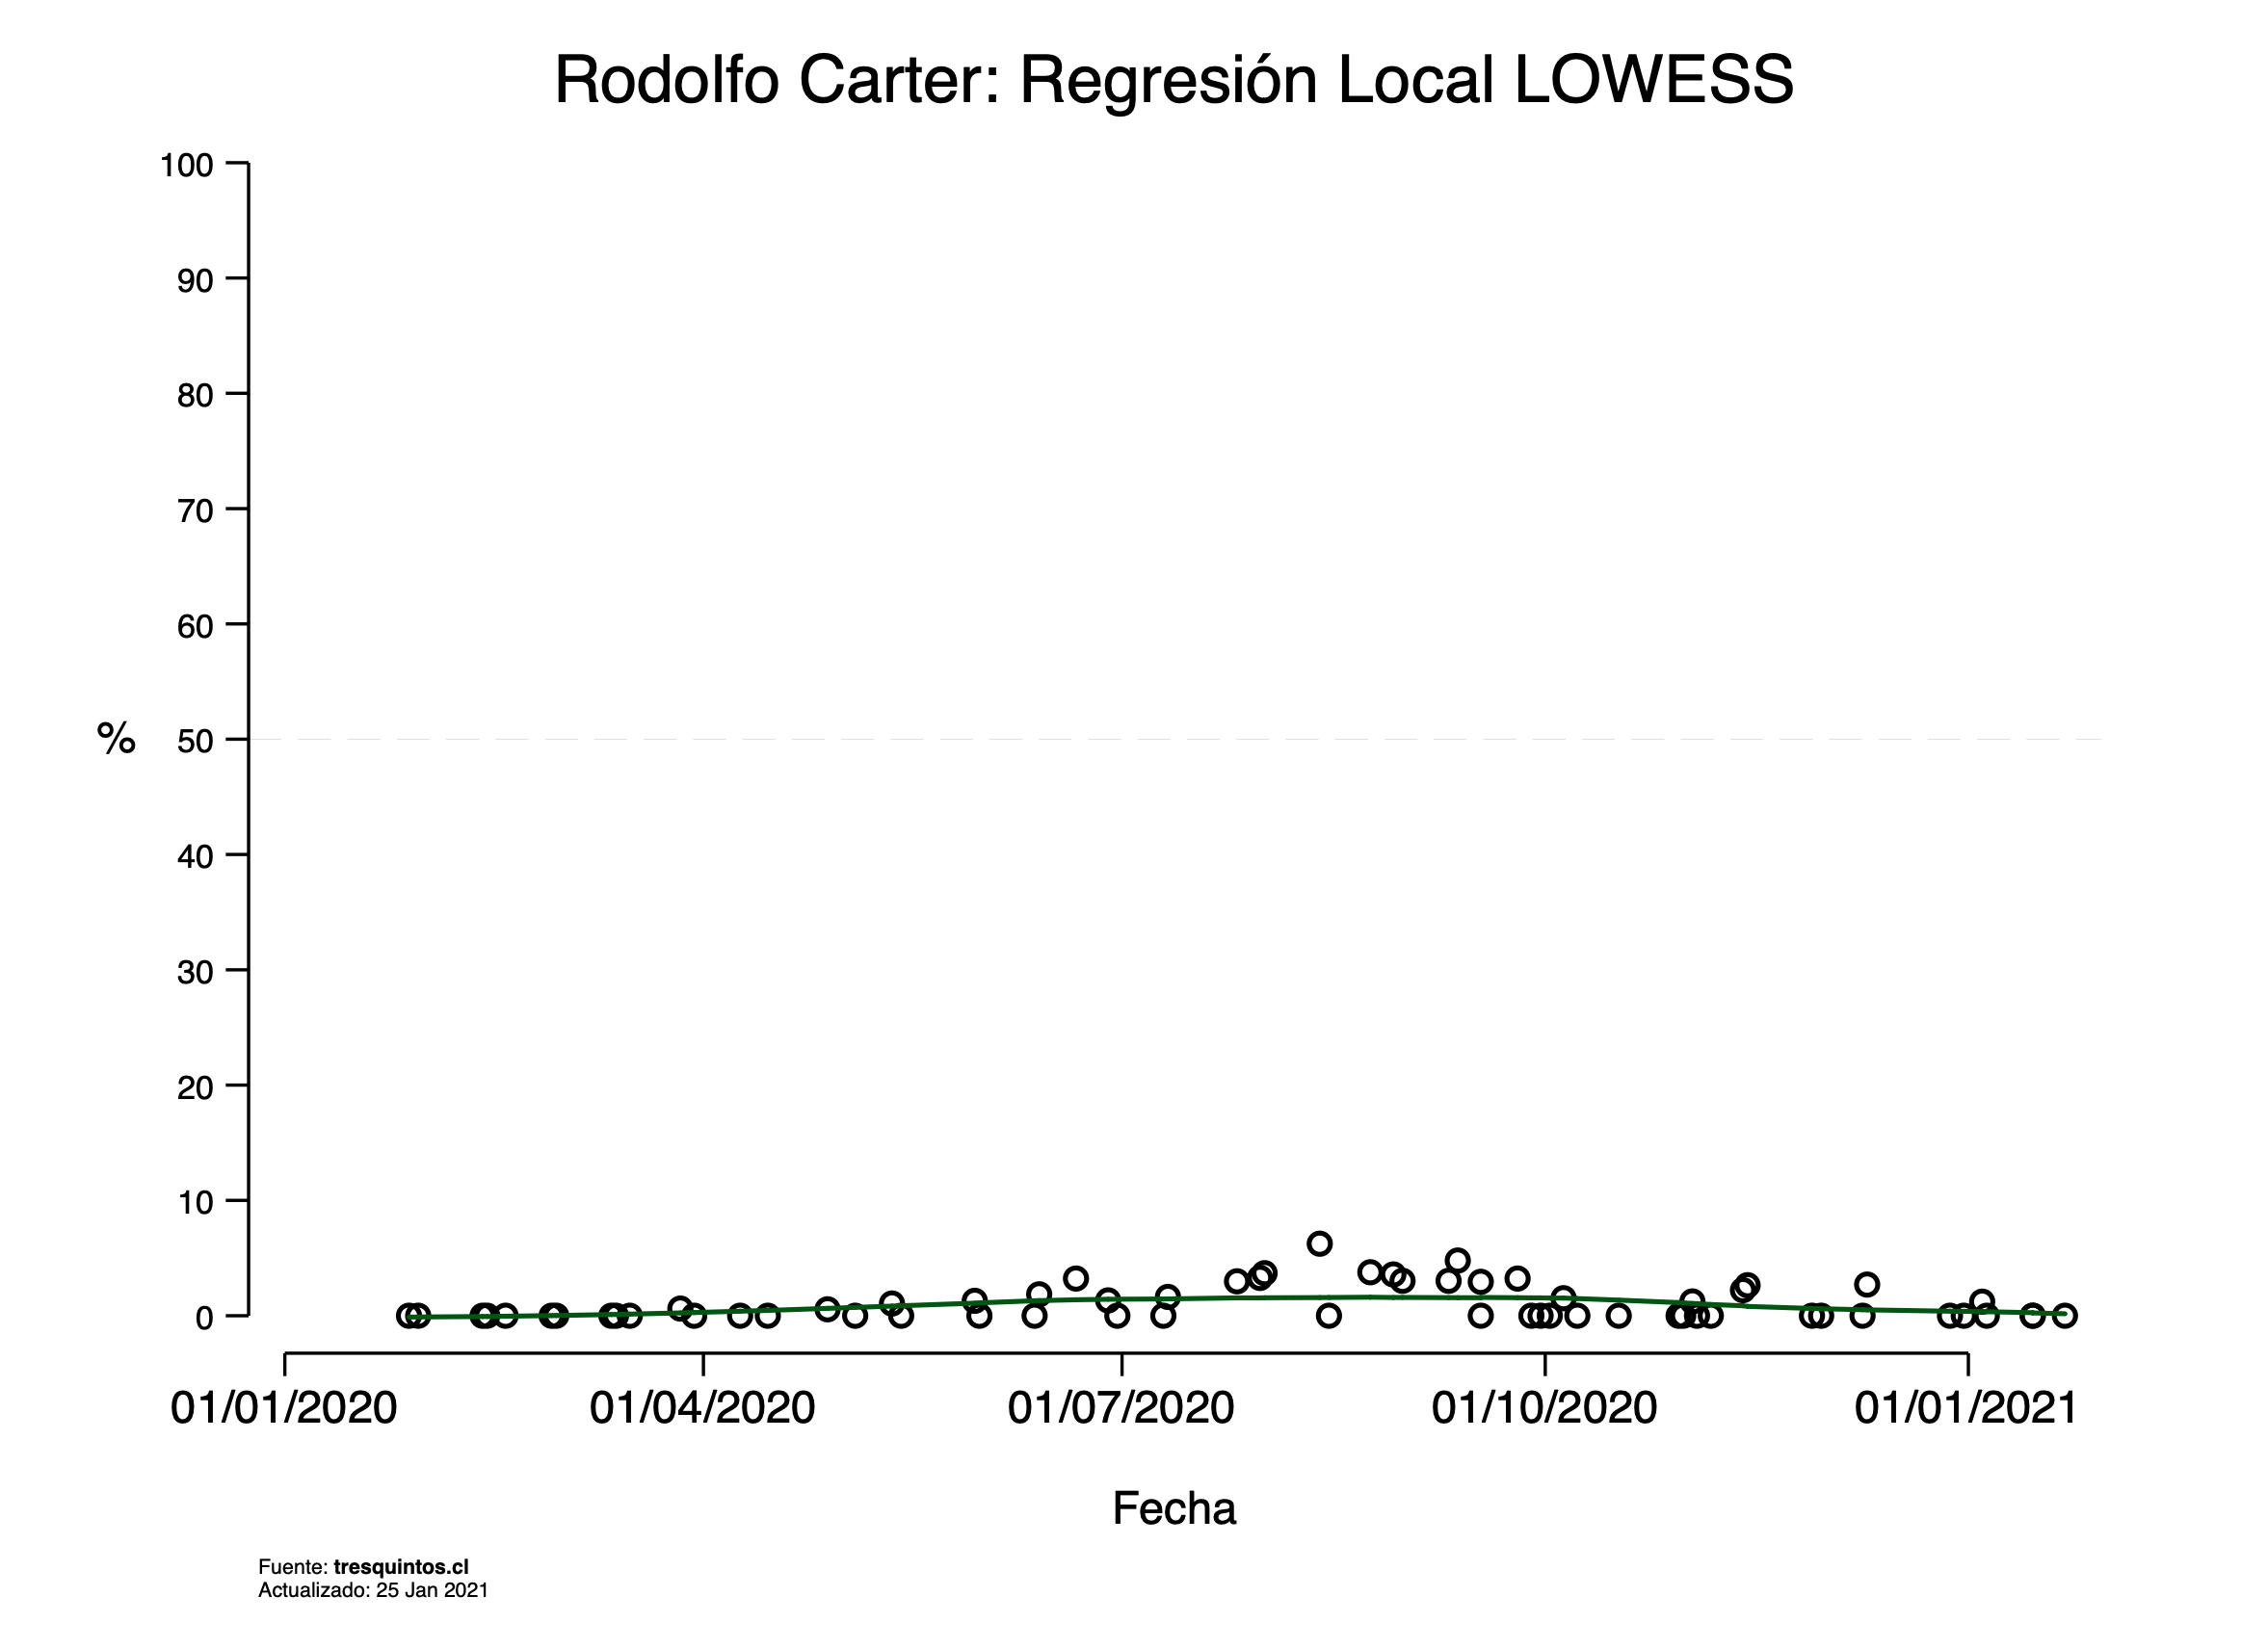 Rodolfo Carter: Regresión Local LOWESS
100
90
80
70
60
50
40
30
20
10
0
%
01/01/2020 01/04/2020 01/07/2020 01/10/2020 01/01/2021
Fecha
Fuente: tresquintos.cl
Actualizado: 25 Jan 2021